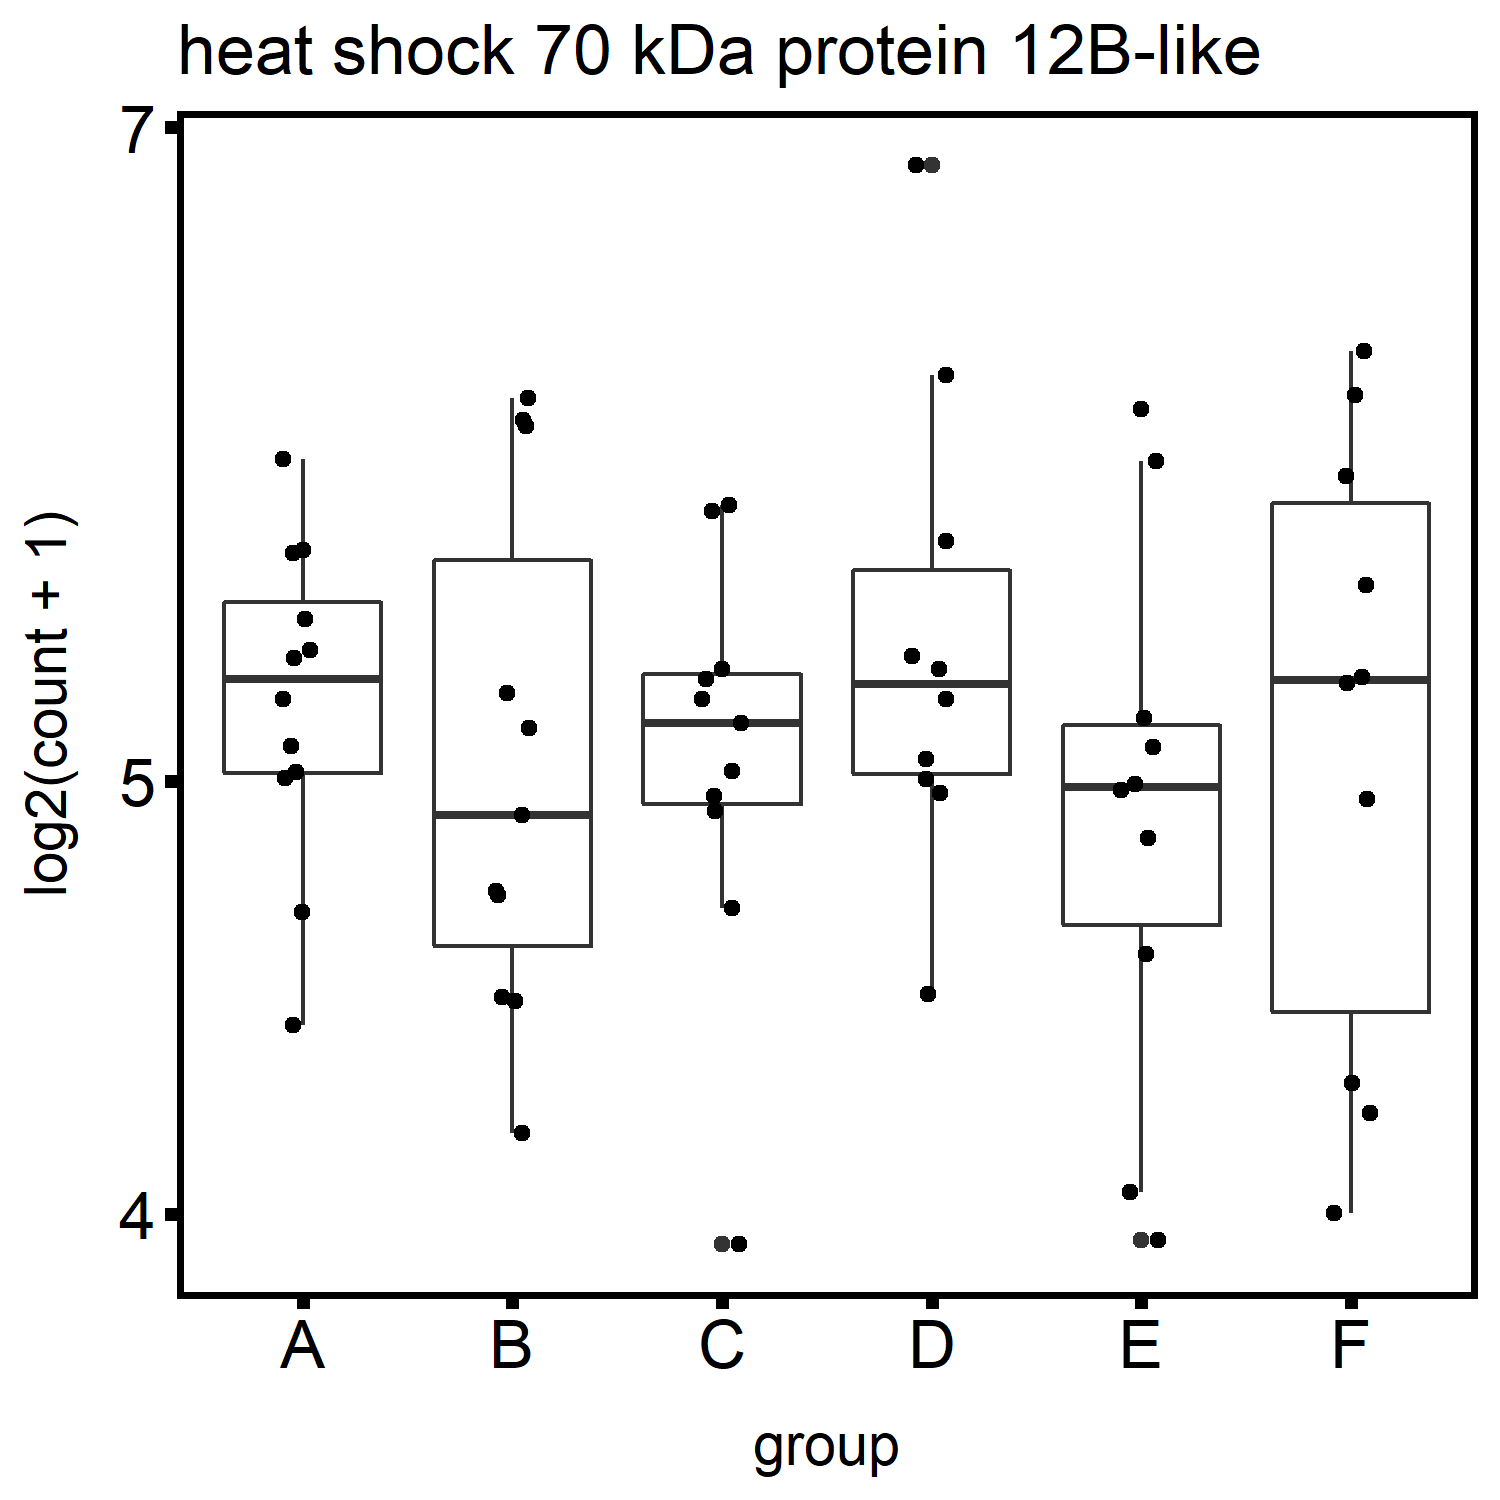 heat shock 70 kDa protein 12B-like
7
5
4
log2(count + 1)
A B C D E F
group